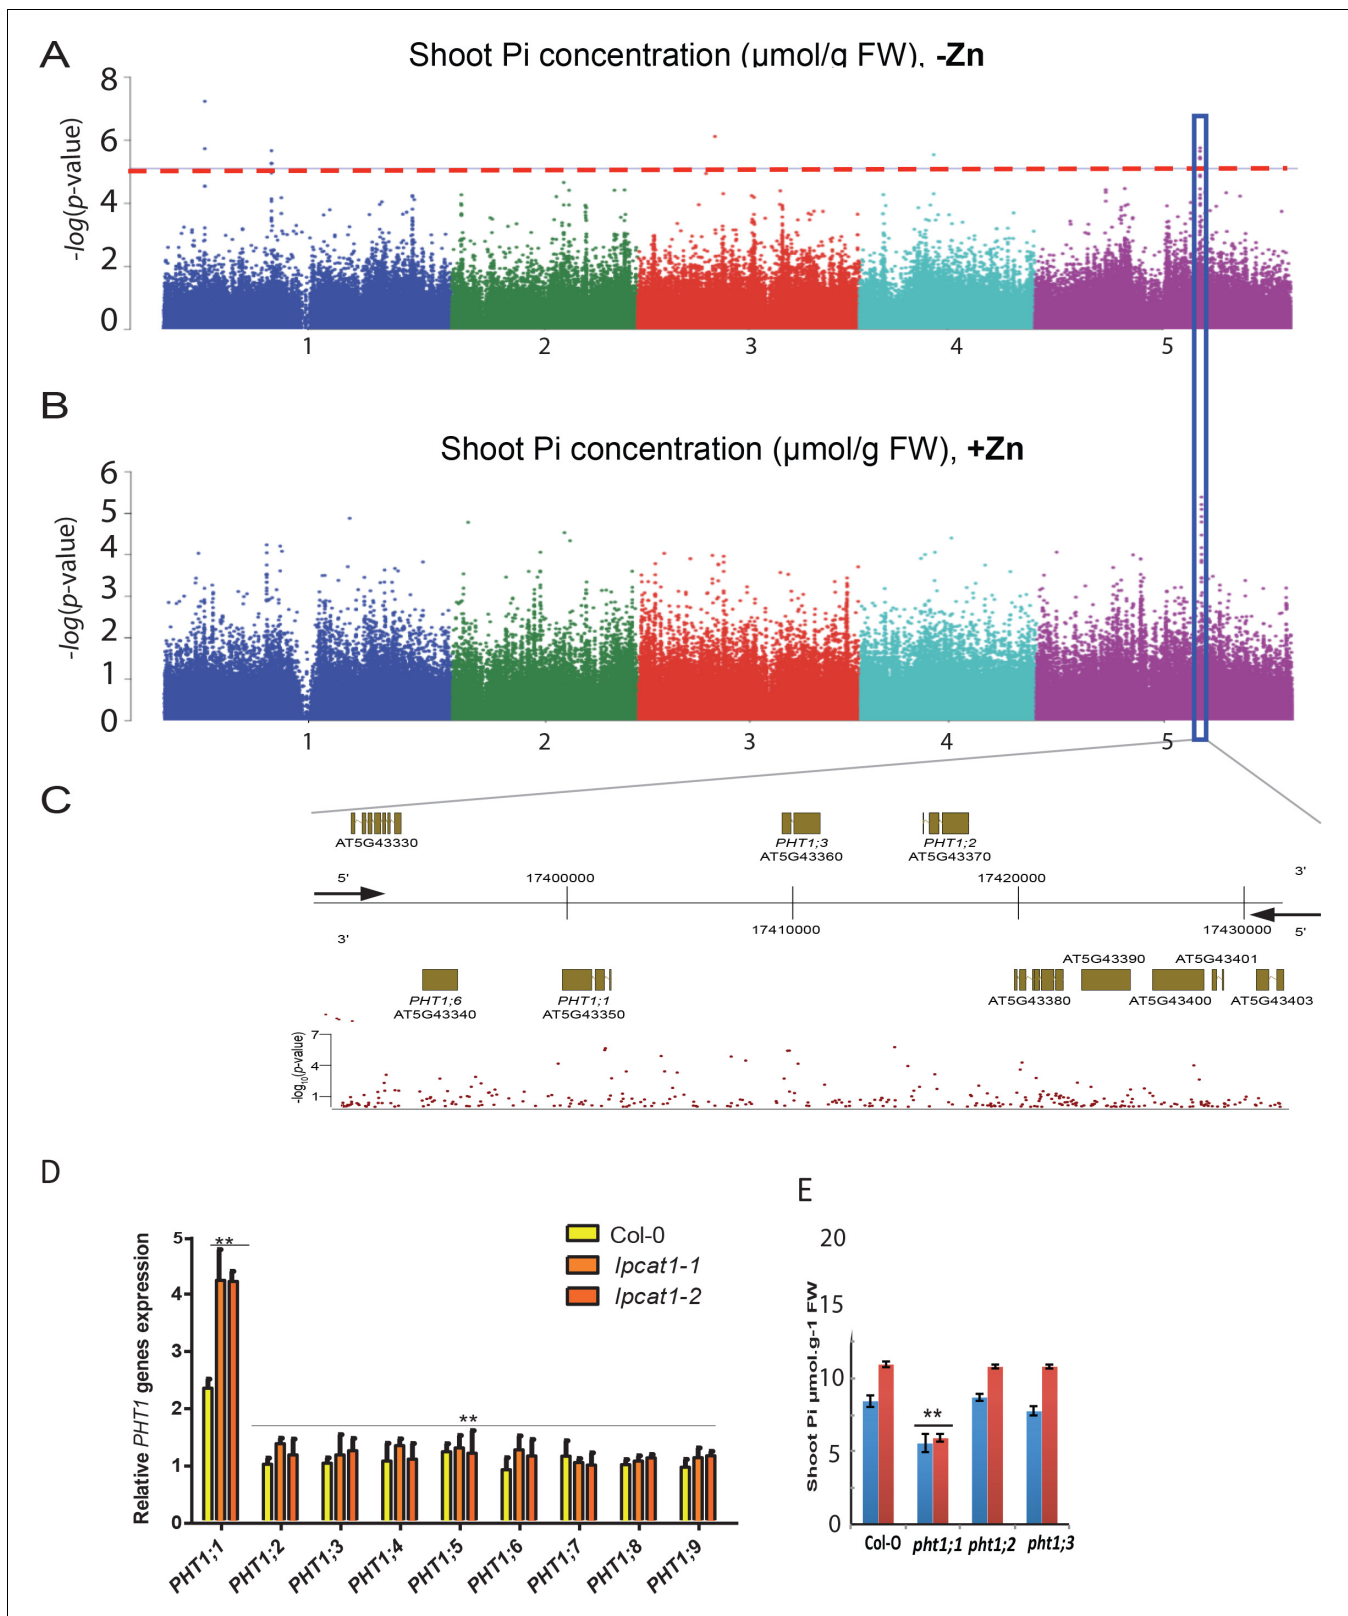 A
Shoot Pi concentration (µmol/g FW), -Zn
-log(p-value)
8
6
4
2
0
1 2 3 4 5
B
Shoot Pi concentration (µmol/g FW), +Zn
-log(p-value)
6
5
4
3
2
1
0
1 2 3 4 5
C
AT5G43330
PHT1;3
AT5G43360
PHT1;2
AT5G43370
5'
17400000
17420000
3'
3'
17410000
17430000
5'
AT5G43390
AT5G43401
PHT1;6
AT5G43340
PHT1;1
AT5G43350
AT5G43380
AT5G43400
AT5G43403
-log10(p-value)
7
4
1
D
Relative PHT1 genes expression
5
4
3
2
1
0
**
**
Col-0
lpcat1-1
lpcat1-2
PHT1;1 PHT1;2 PHT1;3 PHT1;4 PHT1;5 PHT1;6 PHT1;7 PHT1;8 PHT1;9
E
Shoot Pi µmol.g-1 FW
20
15
10
5
0
**
Col-0 pht1;1 pht1;2 pht1;3